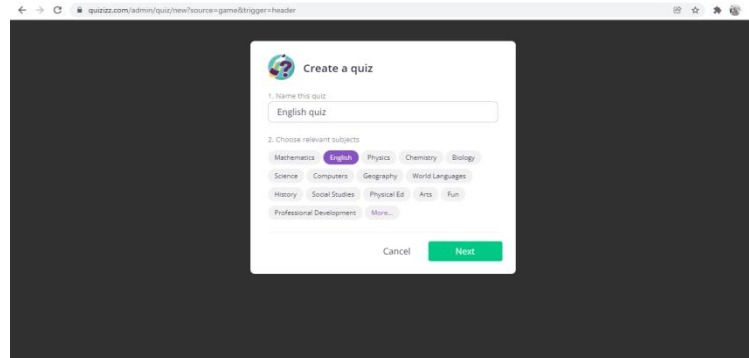 quizizz.com/admin/quiz/new?source=game&trigger=header
Create a quiz
1. Name this quiz
English quiz
2. Choose relevant subjects
Mathematics English Physics Chemistry Biology
Science Computers Geography World Languages
History Social Studies Physical Ed Arts Fun
Professional Development More...
Cancel Next